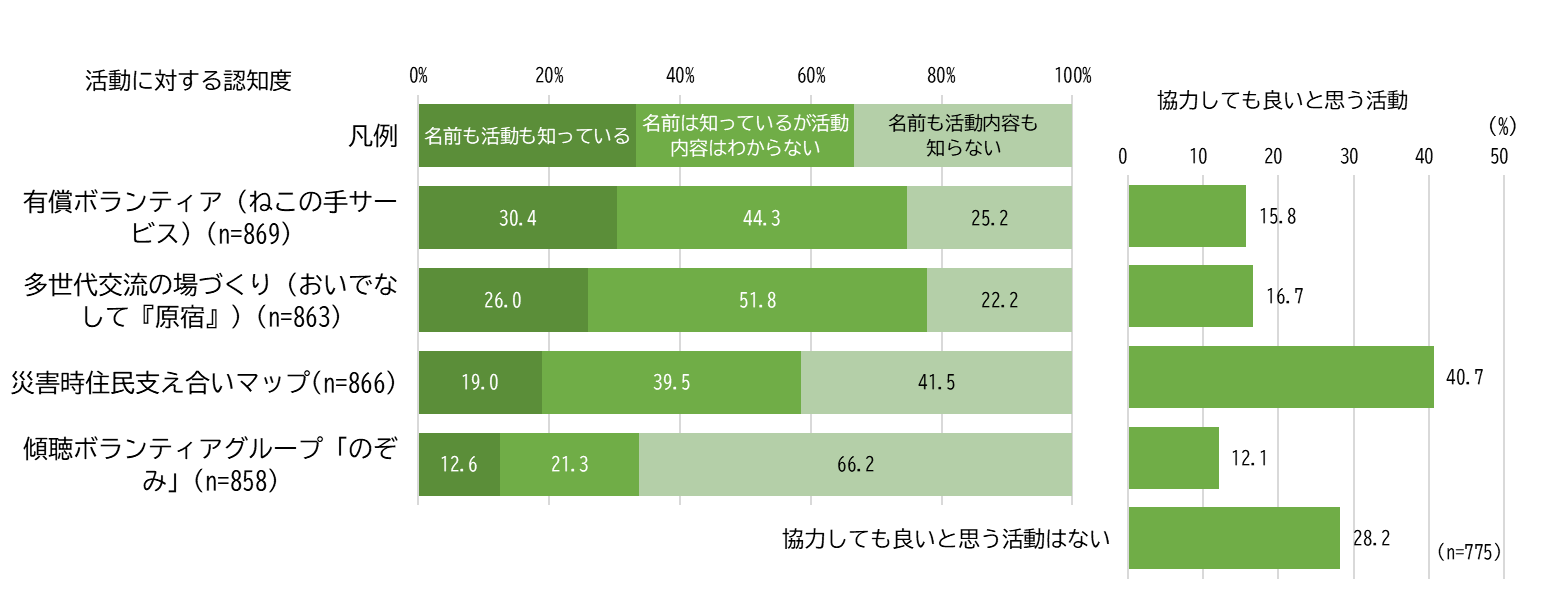 活動に対する認知度
0% 20% 40% 60% 80% 100%
凡例
名前も活動も知っている
名前は知っているが活動
内容はわからない
名前も活動内容も
知らない
有償ボランティア（ねこの手サー
ビス）（n=869）
30.4 44.3 25.2
多世代交流の場づくり（おいでな
して『原宿』）（n=863）
26.0 51.8 22.2
災害時住民支え合いマップ(n=866)
19.0 39.5 41.5
傾聴ボランティアグループ「のぞ
み」（n=858）
12.6 21.3 66.2
協力しても良いと思う活動
（%）
0 10 20 30 40 50
15.8
16.7
40.7
12.1
協力しても良いと思う活動はない
28.2
（n=775）